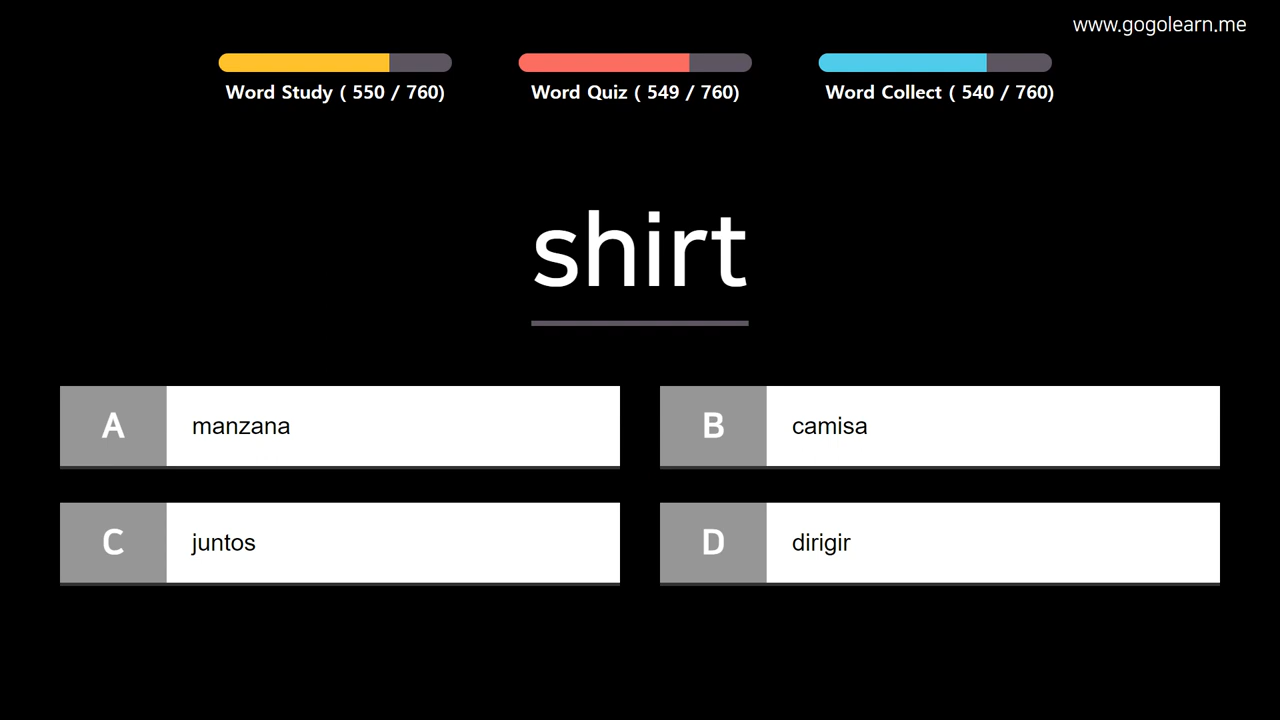 www.gogolearn.me
Word Study ( 550 / 760)
Word Quiz ( 549 / 760)
Word Collect ( 540 / 760)
shirt
A manzana
B camisa
C juntos
D dirigir